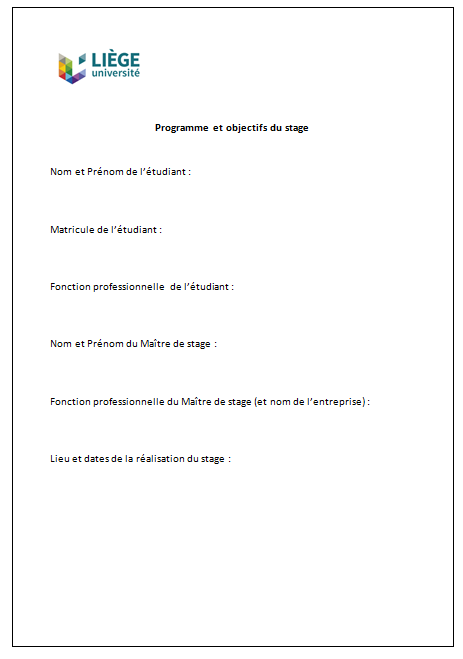 LIÈGE
université
Programme et objectifs du stage
Nom et Prénom de l'étudiant :
Matricule de l'étudiant :
Fonction professionnelle de l'étudiant :
Nom et Prénom du Maître de stage :
Fonction professionnelle du Maître de stage (et nom de l'entreprise) :
Lieu et dates de la réalisation du stage :